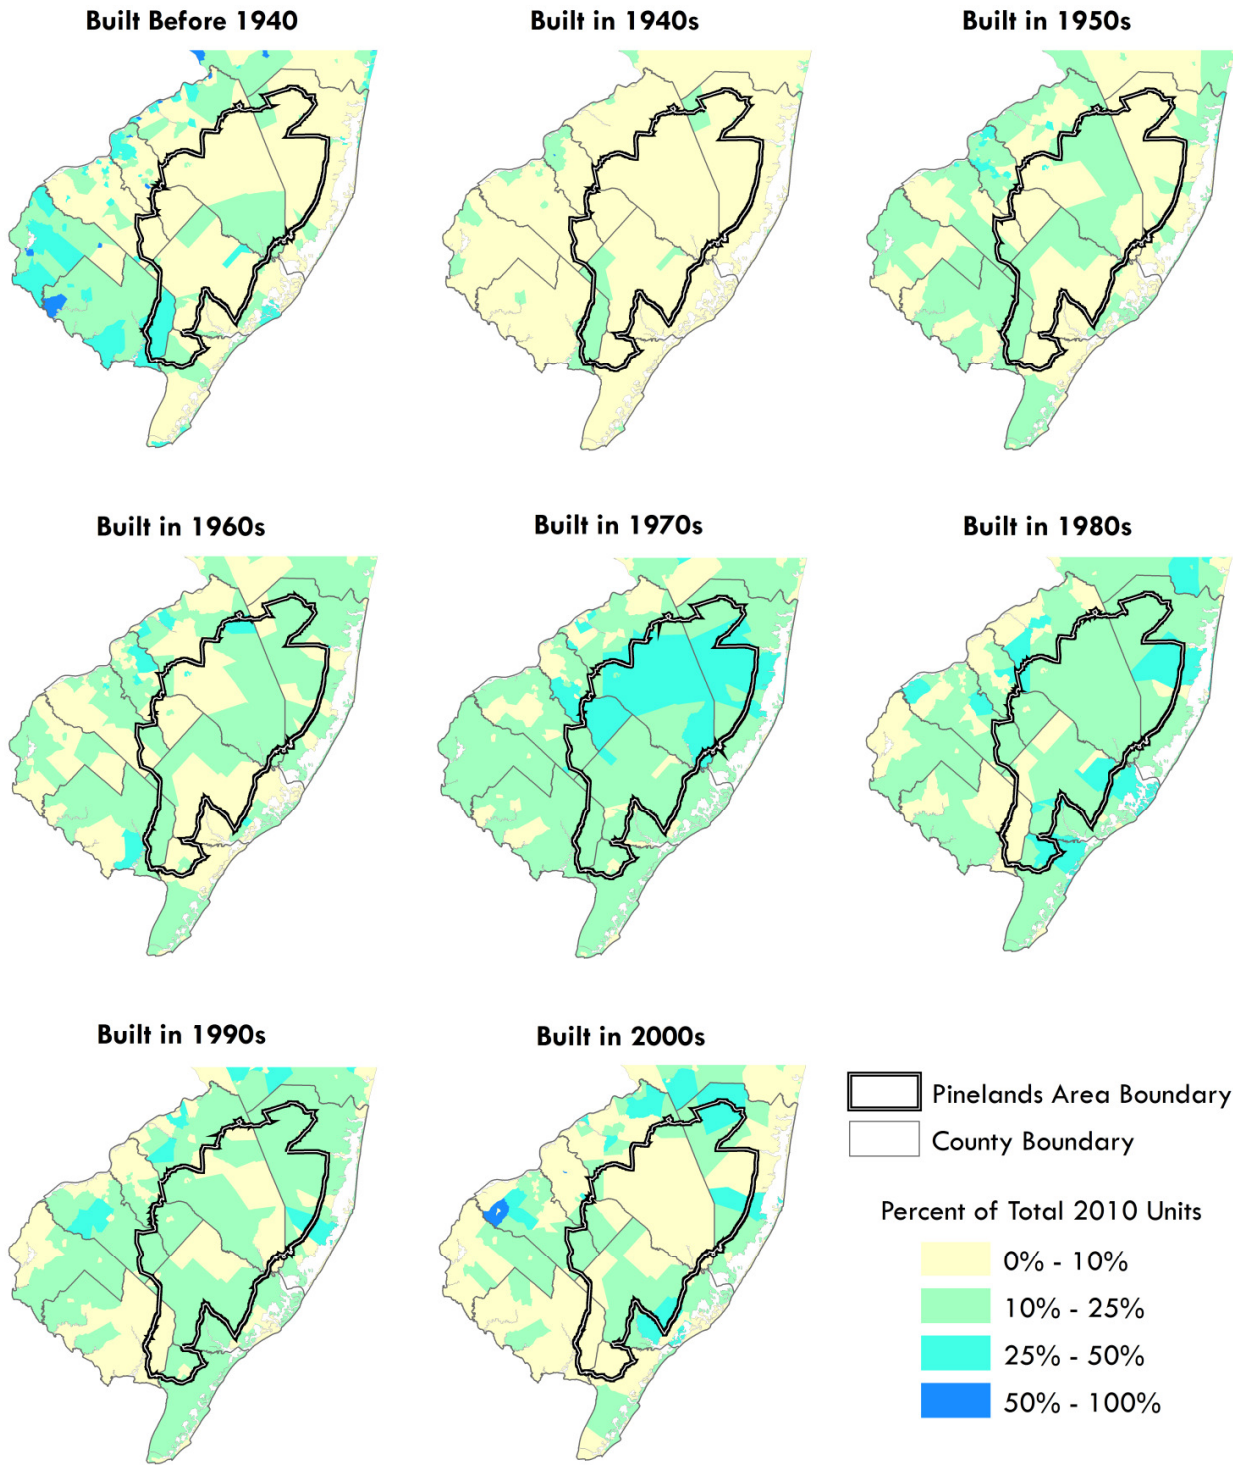 Built Before 1940
Built in 1940s
Built in 1950s
Built in 1960s
Built in 1970s
Built in 1980s
Built in 1990s
Built in 2000s
Pinelands Area Boundary
County Boundary
Percent of Total 2010 Units
0% - 10%
10% - 25%
25% - 50%
50% - 100%